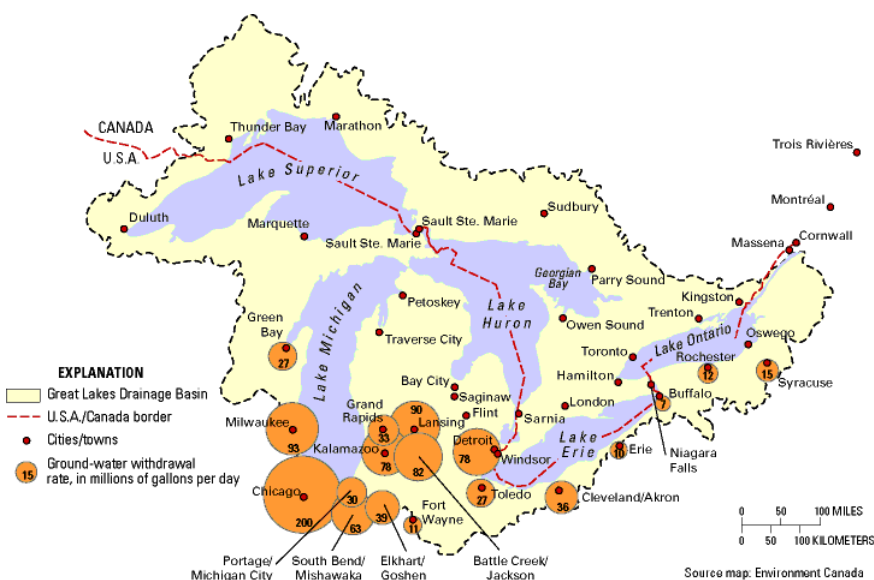 CANADA
U.S.A.
Thunder Bay
Marathon
Trois Rivières
Lake Superior
Montréal
Duluth
Marquette
Sault Ste. Marie
Sault Ste. Marie
Sudbury
Massena
Cornwall
Georgian
Bay
Parry Sound
Petoskey
Lake
Huron
Kingston
Trenton
Green
Bay
27
Lake Michigan
Traverse City
Owen Sound
Toronto
Lake Ontario
Oswego
Rochester
12
15
Syracuse
EXPLANATION
Great Lakes Drainage Basin
U.S.A./Canada border
Cities/towns
15
Ground-water withdrawal
rate, in millions of gallons per day
Bay City
Saginaw
Flint
Hamilton
London
Sarnia
Buffalo
7
Niagara
Falls
Milwaukee
93
Grand
Rapids
33
90
Lansing
Kalamazoo
78
82
Detroit
78
Windsor
Lake
Erie
Erie
10
Chicago
200
30
63
39
Fort
Wayne
11
Toledo
27
36
Cleveland/Akron
Portage/
Michigan City
South Bend/
Mishawaka
Elkhart/
Goshen
Battle Creek/
Jackson
0 50 100 MILES
0 50 100 KILOMETERS
Source map: Environment Canada